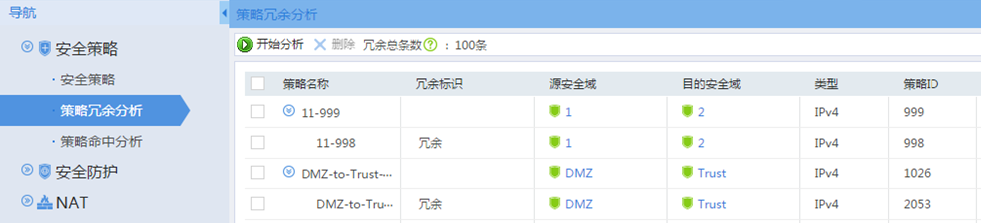 导航
策略冗余分析
安全策略
安全策略
策略冗余分析
策略命中分析
安全防护
NAT
开始分析 删除 冗余总条数 : 100条
策略名称 冗余标识 源安全域 目的安全域 类型 策略ID
11-999 1 2 IPv4 999
11-998 冗余 1 2 IPv4 998
DMZ-to-Trust-... DMZ Trust IPv4 1026
DMZ-to-Tru... 冗余 DMZ Trust IPv4 2053